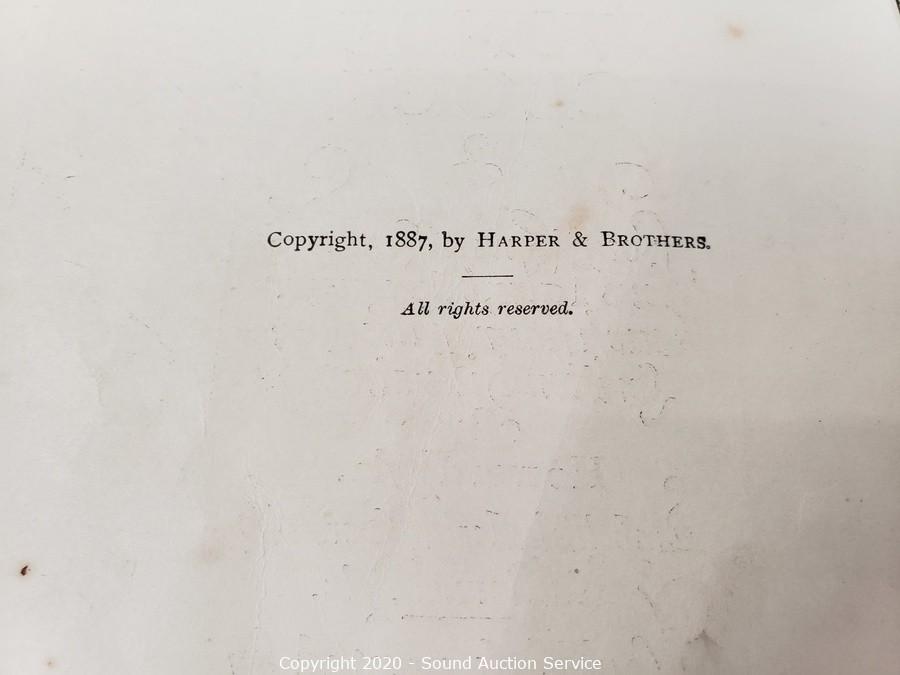 Copyright, 1887, by HARPER & BROTHERS.
All rights reserved.
Copyright 2020 - Sound Auction Service